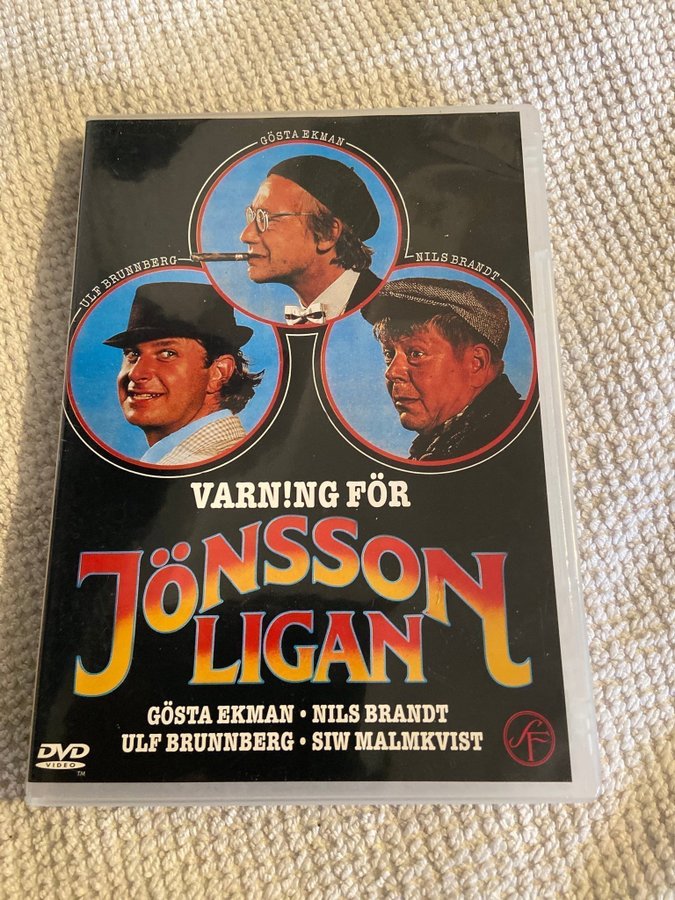 GÖSTA EKMAN
ULF BRUNNBERG
NILS BRANDT
VARN!NG FÖR
JÖNSSON
LIGAN
GÖSTA EKMAN • NILS BRANDT
ULF BRUNNBERG • SIW MALMKVIST
DVD
VIDEO
TM
SF